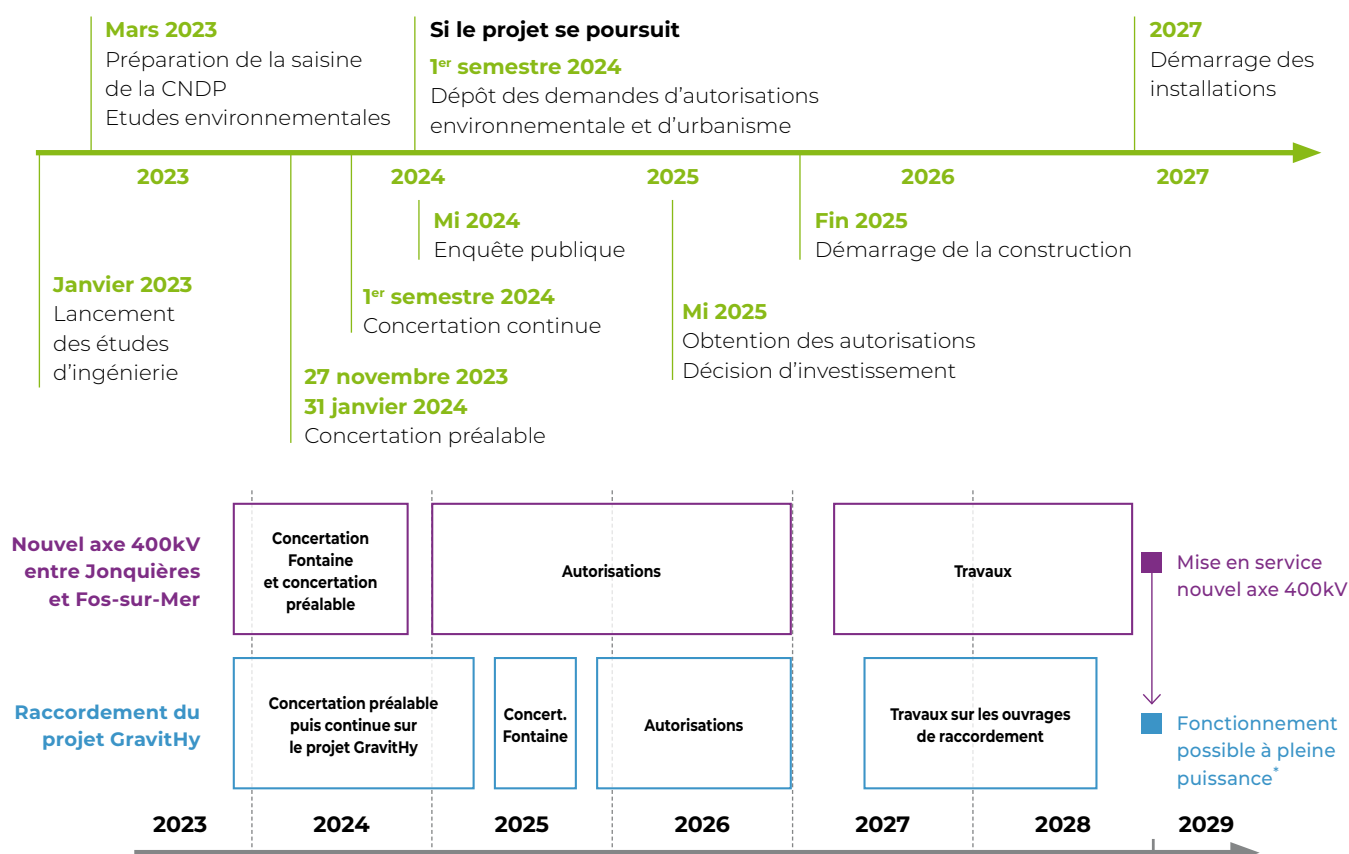 Mars 2023
Préparation de la saisine
de la CNDP
Etudes environnementales
Si le projet se poursuit
1er semestre 2024
Dépôt des demandes d'autorisations
environnementale et d'urbanisme
2027
Démarrage des
installations
2023
2024
2025
2026
2027
Janvier 2023
Lancement
des études
d'ingénierie
27 novembre 2023
31 janvier 2024
Concertation préalable
1er semestre 2024
Concertation continue
Mi 2024
Enquête publique
Mi 2025
Obtention des autorisations
Décision d'investissement
Fin 2025
Démarrage de la construction
Nouvel axe 400kV
entre Jonquières
et Fos-sur-Mer
Concertation
Fontaine
et concertation
préalable
Autorisations
Travaux
Mise en service
nouvel axe 400kV
Raccordement du
projet GravitHy
Concertation préalable
puis continue sur
le projet GravitHy
Concert.
Fontaine
Autorisations
Travaux sur les ouvrages
de raccordement
Fonctionnement
possible à pleine
puissance*
2023
2024
2025
2026
2027
2028
2029